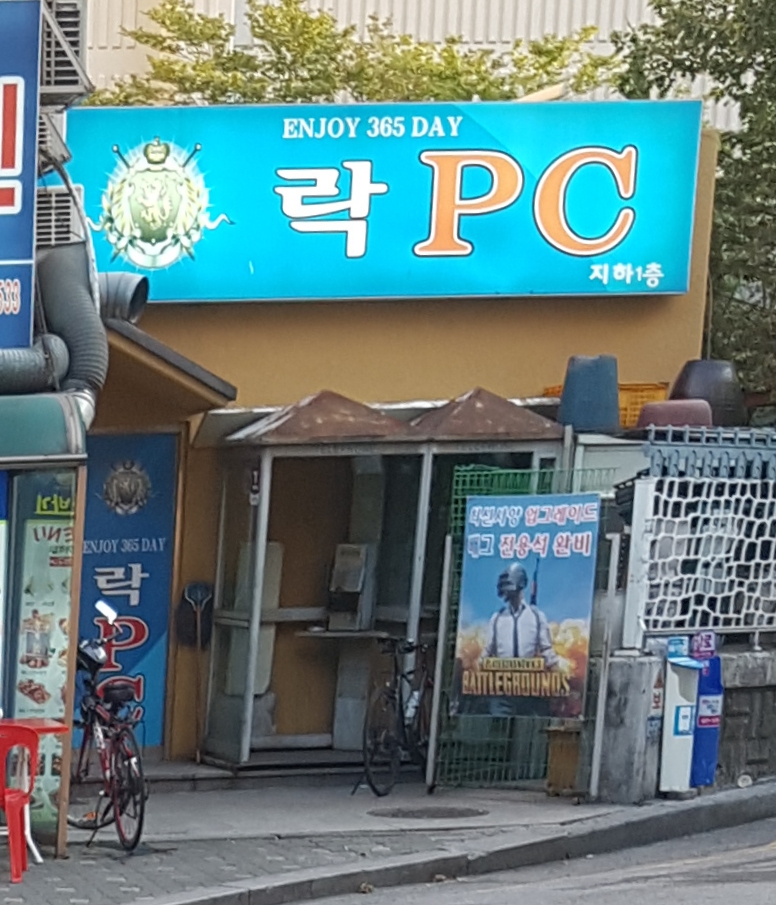 ENJOY 365 DAY
락 PC
지하1층
ENJOY 365 DAY
락
PC
최신사양 업그레이드
배그 전용석 완비
BATTLEGROUNDS